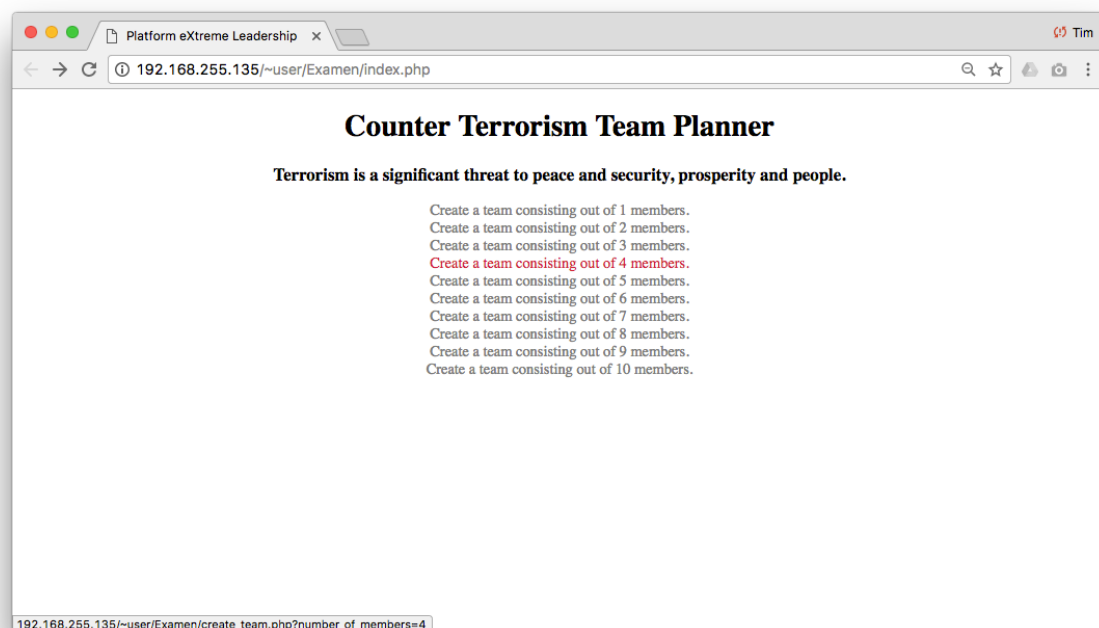 Platform eXtreme Leadership
Tim
192.168.255.135/~user/Examen/index.php
Counter Terrorism Team Planner
Terrorism is a significant threat to peace and security, prosperity and people.
Create a team consisting out of 1 members.
Create a team consisting out of 2 members.
Create a team consisting out of 3 members.
Create a team consisting out of 4 members.
Create a team consisting out of 5 members.
Create a team consisting out of 6 members.
Create a team consisting out of 7 members.
Create a team consisting out of 8 members.
Create a team consisting out of 9 members.
Create a team consisting out of 10 members.
192.168.255.135/~user/Examen/create_team.php?number_of_members=4